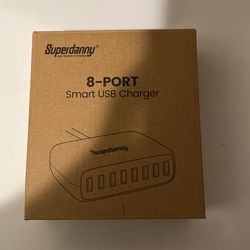 Superdanny®
8-PORT
Smart USB Charger
Superdanny